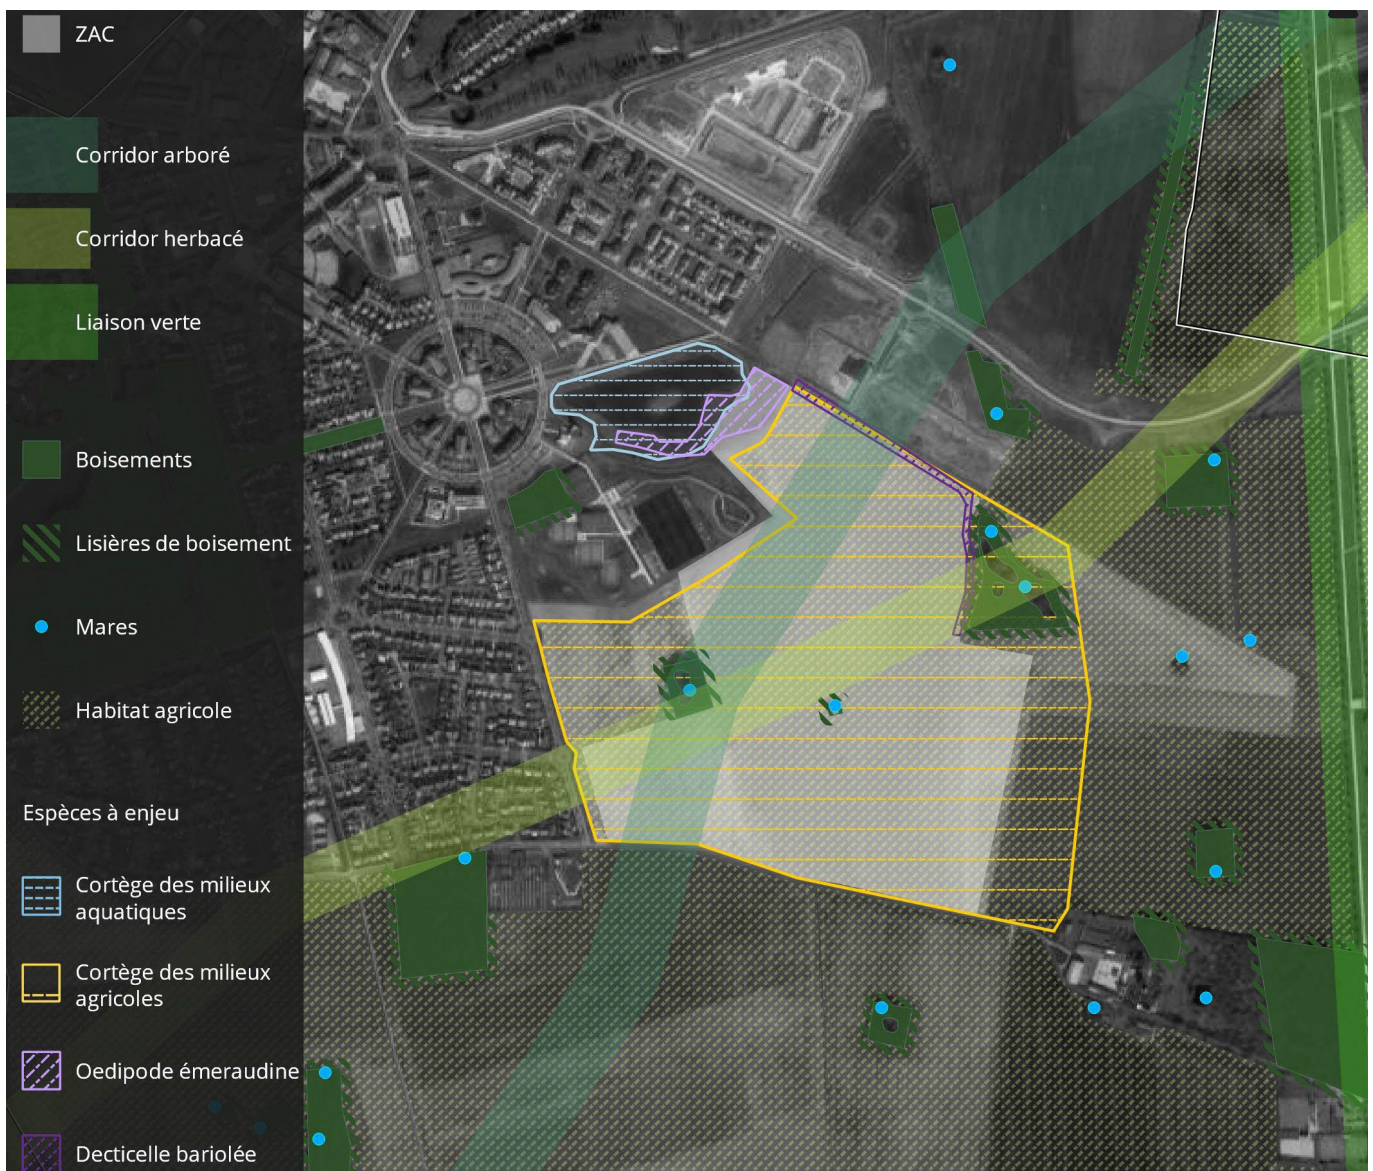 ZAC
Corridor arboré
Corridor herbacé
Liaison verte
Boisements
Lisières de boisement
Mares
Habitat agricole
Espèces à enjeu
Cortège des milieux
aquatiques
Cortège des milieux
agricoles
Oedipode émeraudine
Decticelle bariolée